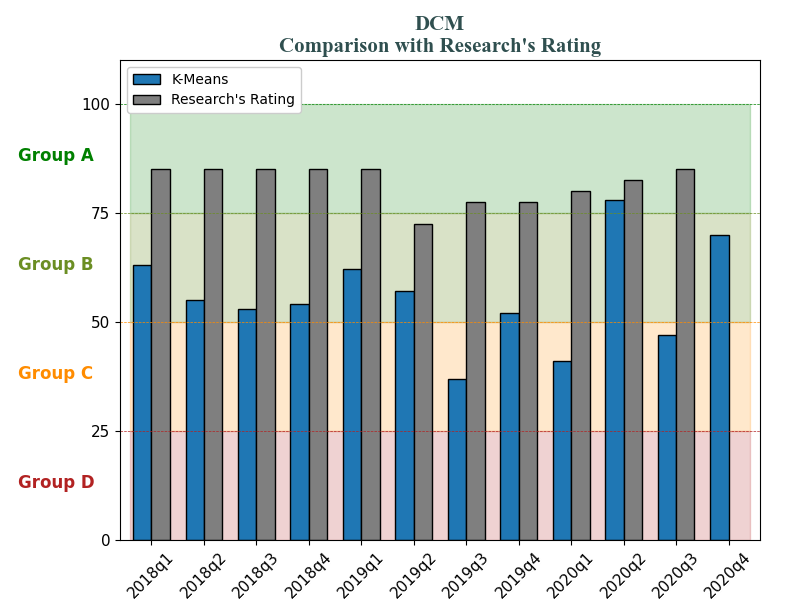 DCM
Comparison with Research's Rating
K-Means
Research's Rating
100
Group A
75
Group B
50
Group C
25
Group D
0
2018q1 2018q2 2018q3 2018q4 2019q1 2019q2 2019q3 2019q4 2020q1 2020q2 2020q3 2020q4